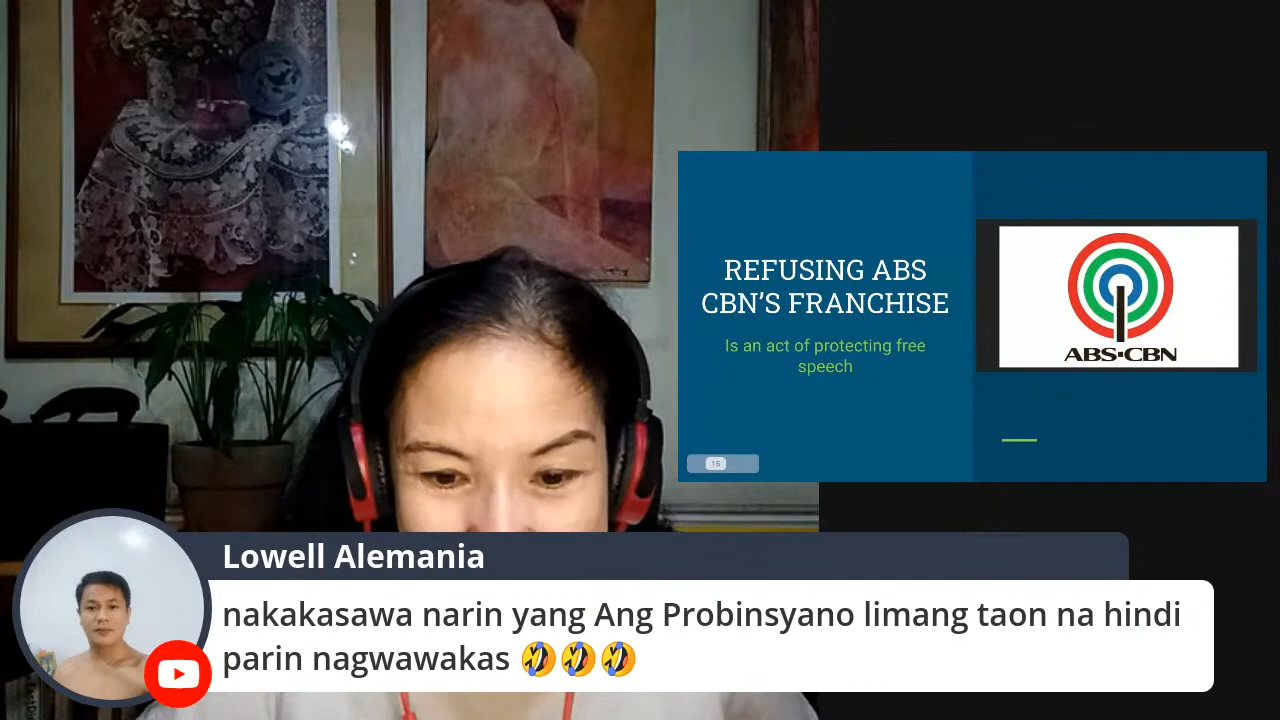 REFUSING ABS
CBN'S FRANCHISE
Is an act of protecting free
speech
15
ABS-CBN
Lowell Alemania
nakakasawa narin yang Ang Probinsyano limang taon na hindi
parin nagwawakas 🤣🤣🤣